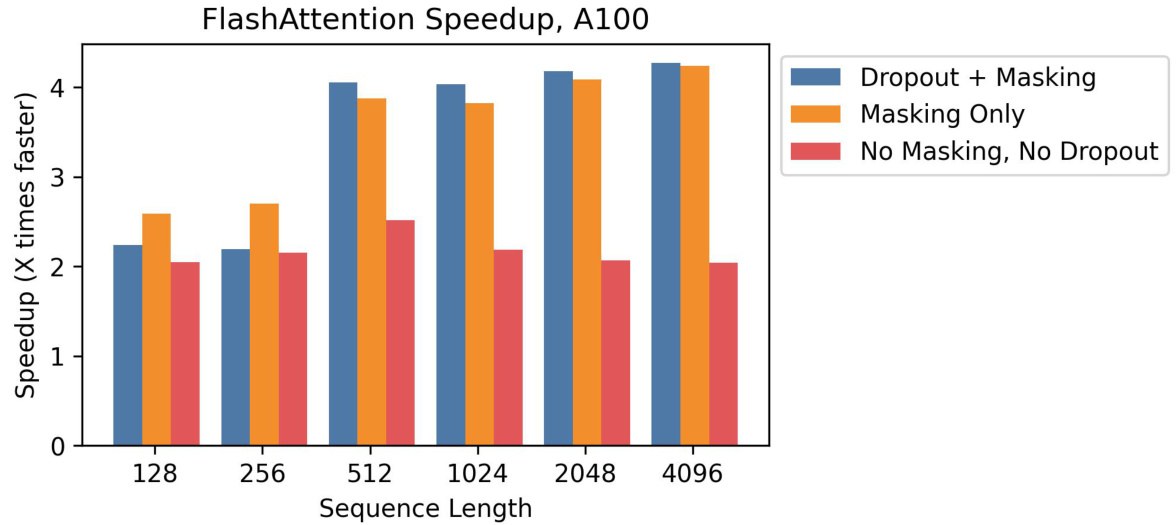 FlashAttention Speedup, A100
Speedup (X times faster)
4
3
2
1
0
128 256 512 1024 2048 4096
Sequence Length
Dropout + Masking
Masking Only
No Masking, No Dropout